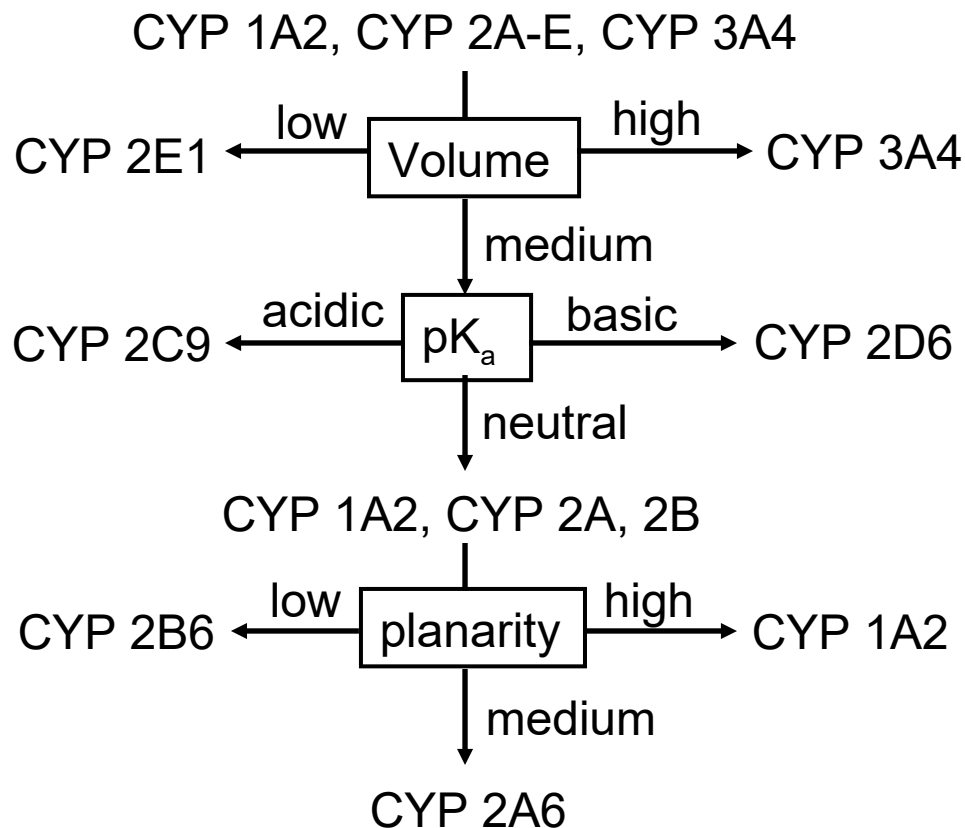 CYP 1A2, CYP 2A-E, CYP 3A4
low
high
CYP 2E1
Volume
CYP 3A4
medium
acidic
basic
CYP 2C9
pKₐ
CYP 2D6
neutral
CYP 1A2, CYP 2A, 2B
low
high
CYP 2B6
planarity
CYP 1A2
medium
CYP 2A6